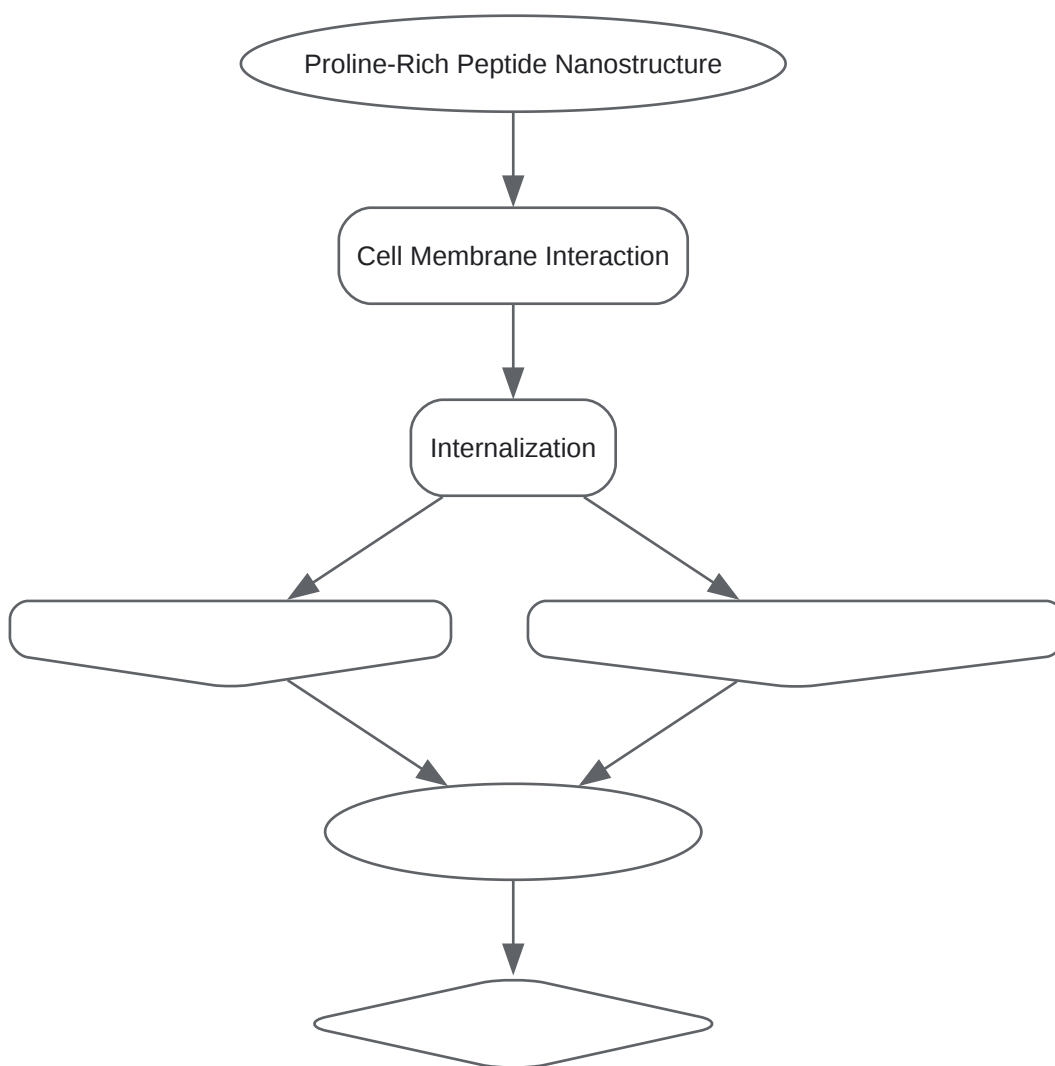 Proline-Rich Peptide Nanostructure
Cell Membrane Interaction
Internalization